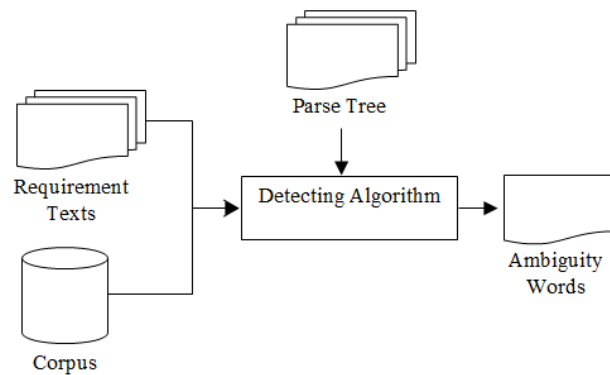 Parse Tree
Requirement
Texts
Detecting Algorithm
Ambiguity
Words
Corpus